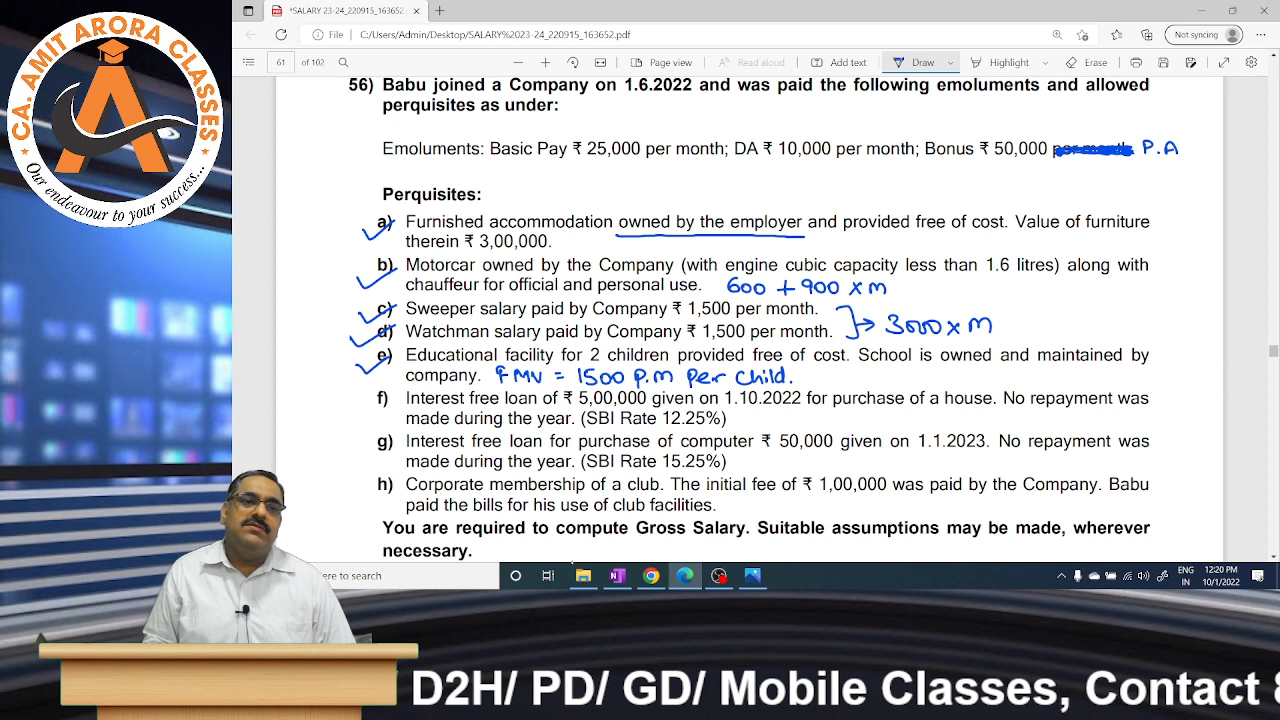 *SALARY 23-24_220915_163652.pdf
File C:/Users/Admin/Desktop/SALARY%2023-24_220915_163652.pdf
Not syncing
61 of 102
Page view
Read aloud
Add text
Draw
Highlight
Erase
CA. AMIT ARORA CLASSES
Our endeavour to your success...
56) Babu joined a Company on 1.6.2022 and was paid the following emoluments and allowed
perquisites as under:
Emoluments: Basic Pay ₹ 25,000 per month; DA ₹ 10,000 per month; Bonus ₹ 50,000 P.A
Perquisites:
a) Furnished accommodation owned by the employer and provided free of cost. Value of furniture
therein ₹ 3,00,000.
b) Motorcar owned by the Company (with engine cubic capacity less than 1.6 litres) along with
chauffeur for official and personal use. 600 + 900 x m
c) Sweeper salary paid by Company ₹ 1,500 per month.
d) Watchman salary paid by Company ₹ 1,500 per month. 3000 x m
e) Educational facility for 2 children provided free of cost. School is owned and maintained by
company. FMV = 1500 P.M Per Child.
f) Interest free loan of ₹ 5,00,000 given on 1.10.2022 for purchase of a house. No repayment was
made during the year. (SBI Rate 12.25%)
g) Interest free loan for purchase of computer ₹ 50,000 given on 1.1.2023. No repayment was
made during the year. (SBI Rate 15.25%)
h) Corporate membership of a club. The initial fee of ₹ 1,00,000 was paid by the Company. Babu
paid the bills for his use of club facilities.
You are required to compute Gross Salary. Suitable assumptions may be made, wherever
necessary.
here to search
ENG
IN
12:20 PM
10/1/2022
D2H/ PD/ GD/ Mobile Classes, Contact 8